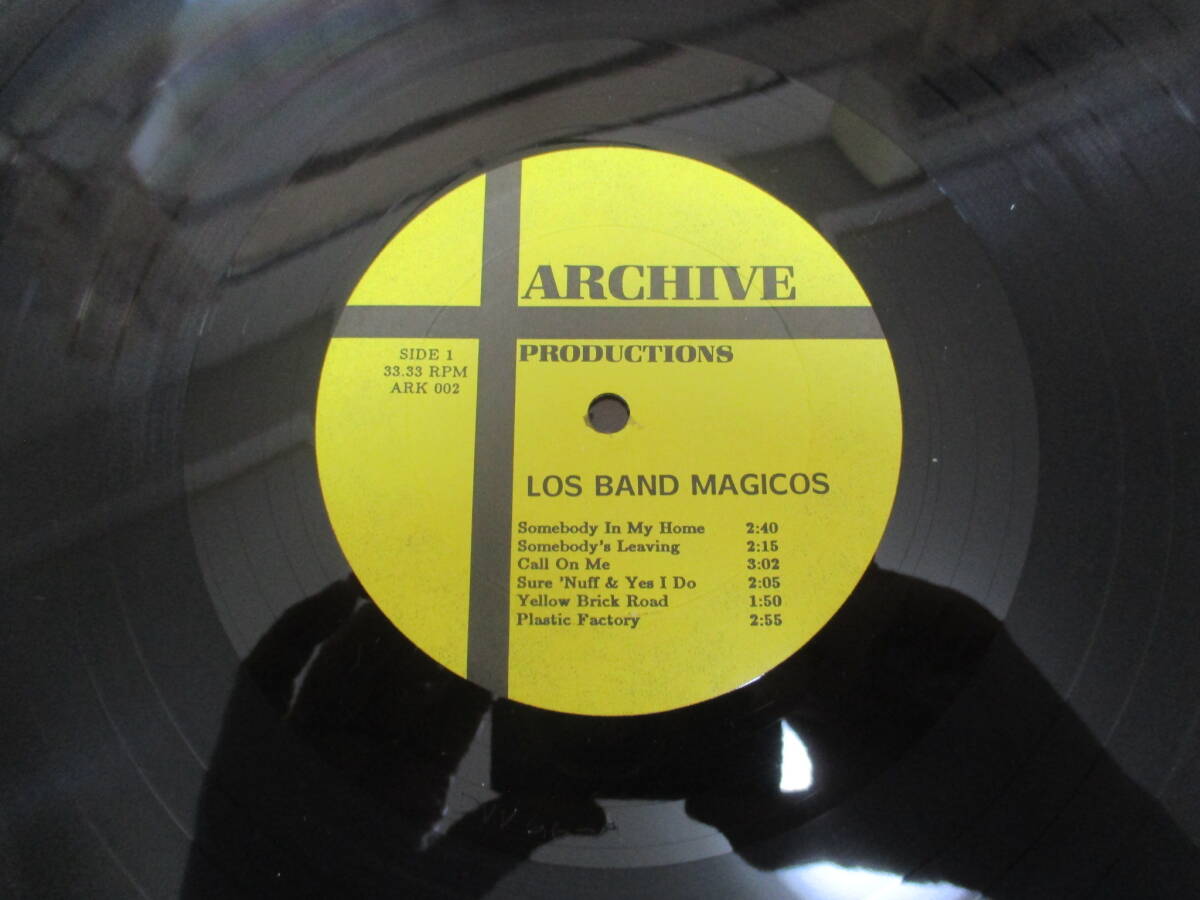 ARCHIVE
PRODUCTIONS
SIDE 1
33.33 RPM
ARK 002
LOS BAND MAGICOS
Somebody In My Home 2:40
Somebody's Leaving 2:15
Call On Me 3:02
Sure 'Nuff & Yes I Do 2:05
Yellow Brick Road 1:50
Plastic Factory 2:55